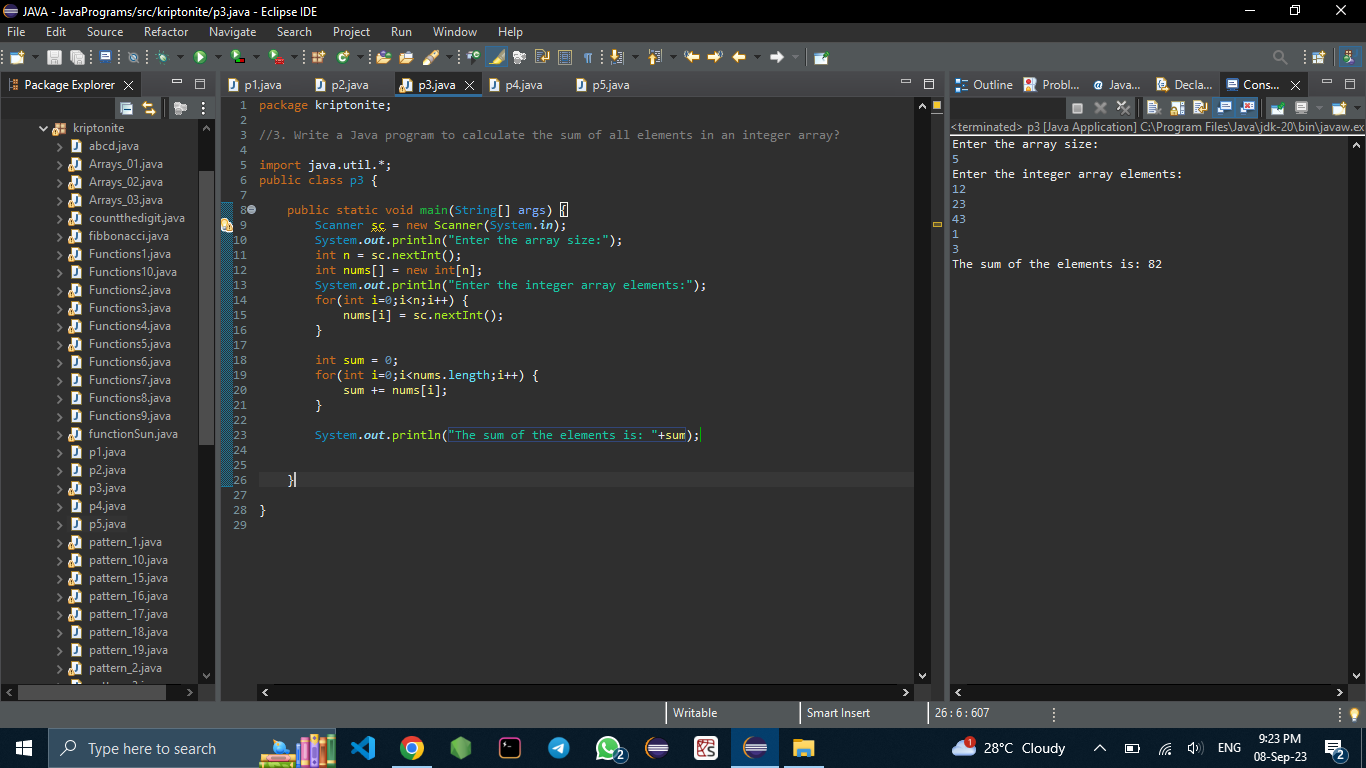 JAVA - JavaPrograms/src/kriptonite/p3.java - Eclipse IDE
File Edit Source Refactor Navigate Search Project Run Window Help
Package Explorer
kriptonite
abcd.java
Arrays_01.java
Arrays_02.java
Arrays_03.java
countthedigit.java
fibbonacci.java
Functions1.java
Functions10.java
Functions2.java
Functions3.java
Functions4.java
Functions5.java
Functions6.java
Functions7.java
Functions8.java
Functions9.java
functionSun.java
p1.java
p2.java
p3.java
p4.java
p5.java
pattern_1.java
pattern_10.java
pattern_15.java
pattern_16.java
pattern_17.java
pattern_18.java
pattern_19.java
pattern_2.java
p1.java p2.java p3.java p4.java p5.java
1 package kriptonite;
2
3 //3. Write a Java program to calculate the sum of all elements in an integer array?
4
5 import java.util.*;
6 public class p3 {
7
8 public static void main(String[] args) {
9 Scanner sc = new Scanner(System.in);
10 System.out.println("Enter the array size:");
11 int n = sc.nextInt();
12 int nums[] = new int[n];
13 System.out.println("Enter the integer array elements:");
14 for(int i=0;i<n;i++) {
15 nums[i] = sc.nextInt();
16 }
17
18 int sum = 0;
19 for(int i=0;i<nums.length;i++) {
20 sum += nums[i];
21 }
22
23 System.out.println("The sum of the elements is: "+sum);
24
25
26 }
27
28 }
29
Outline Probl... Java... Decla... Cons...
<terminated> p3 [Java Application] C:\Program Files\Java\jdk-20\bin\javaw.ex
Enter the array size:
5
Enter the integer array elements:
12
23
43
1
3
The sum of the elements is: 82
Writable Smart Insert 26 : 6 : 607
Type here to search
2
1
28°C Cloudy
ENG
9:23 PM
08-Sep-23
2